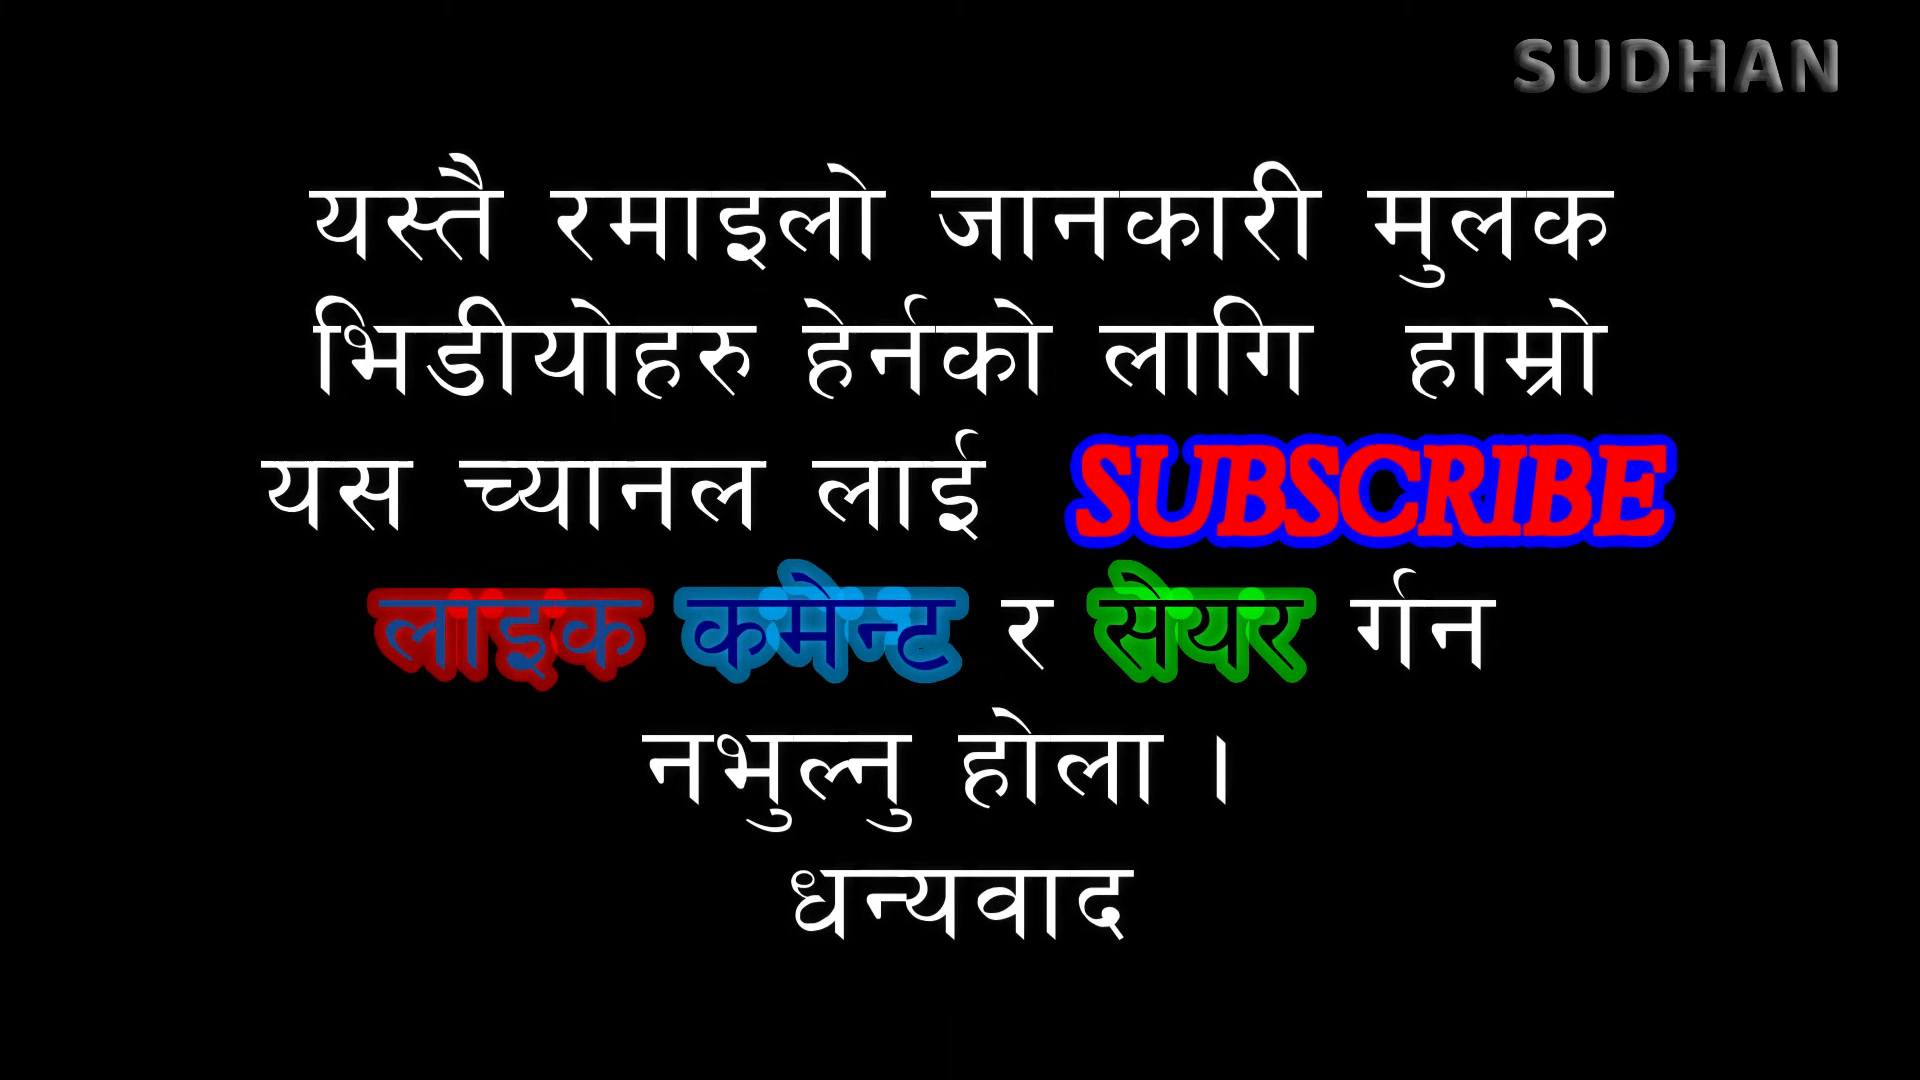 SUDHAN
यस्तै रमाइलो जानकारी मुलक
भिडीयोहरु हेर्नको लागि हाम्रो
यस च्यानल लाई SUBSCRIBE
लाइक कमेन्ट र सेयर र्गन
नभुल्नु होला ।
धन्यवाद